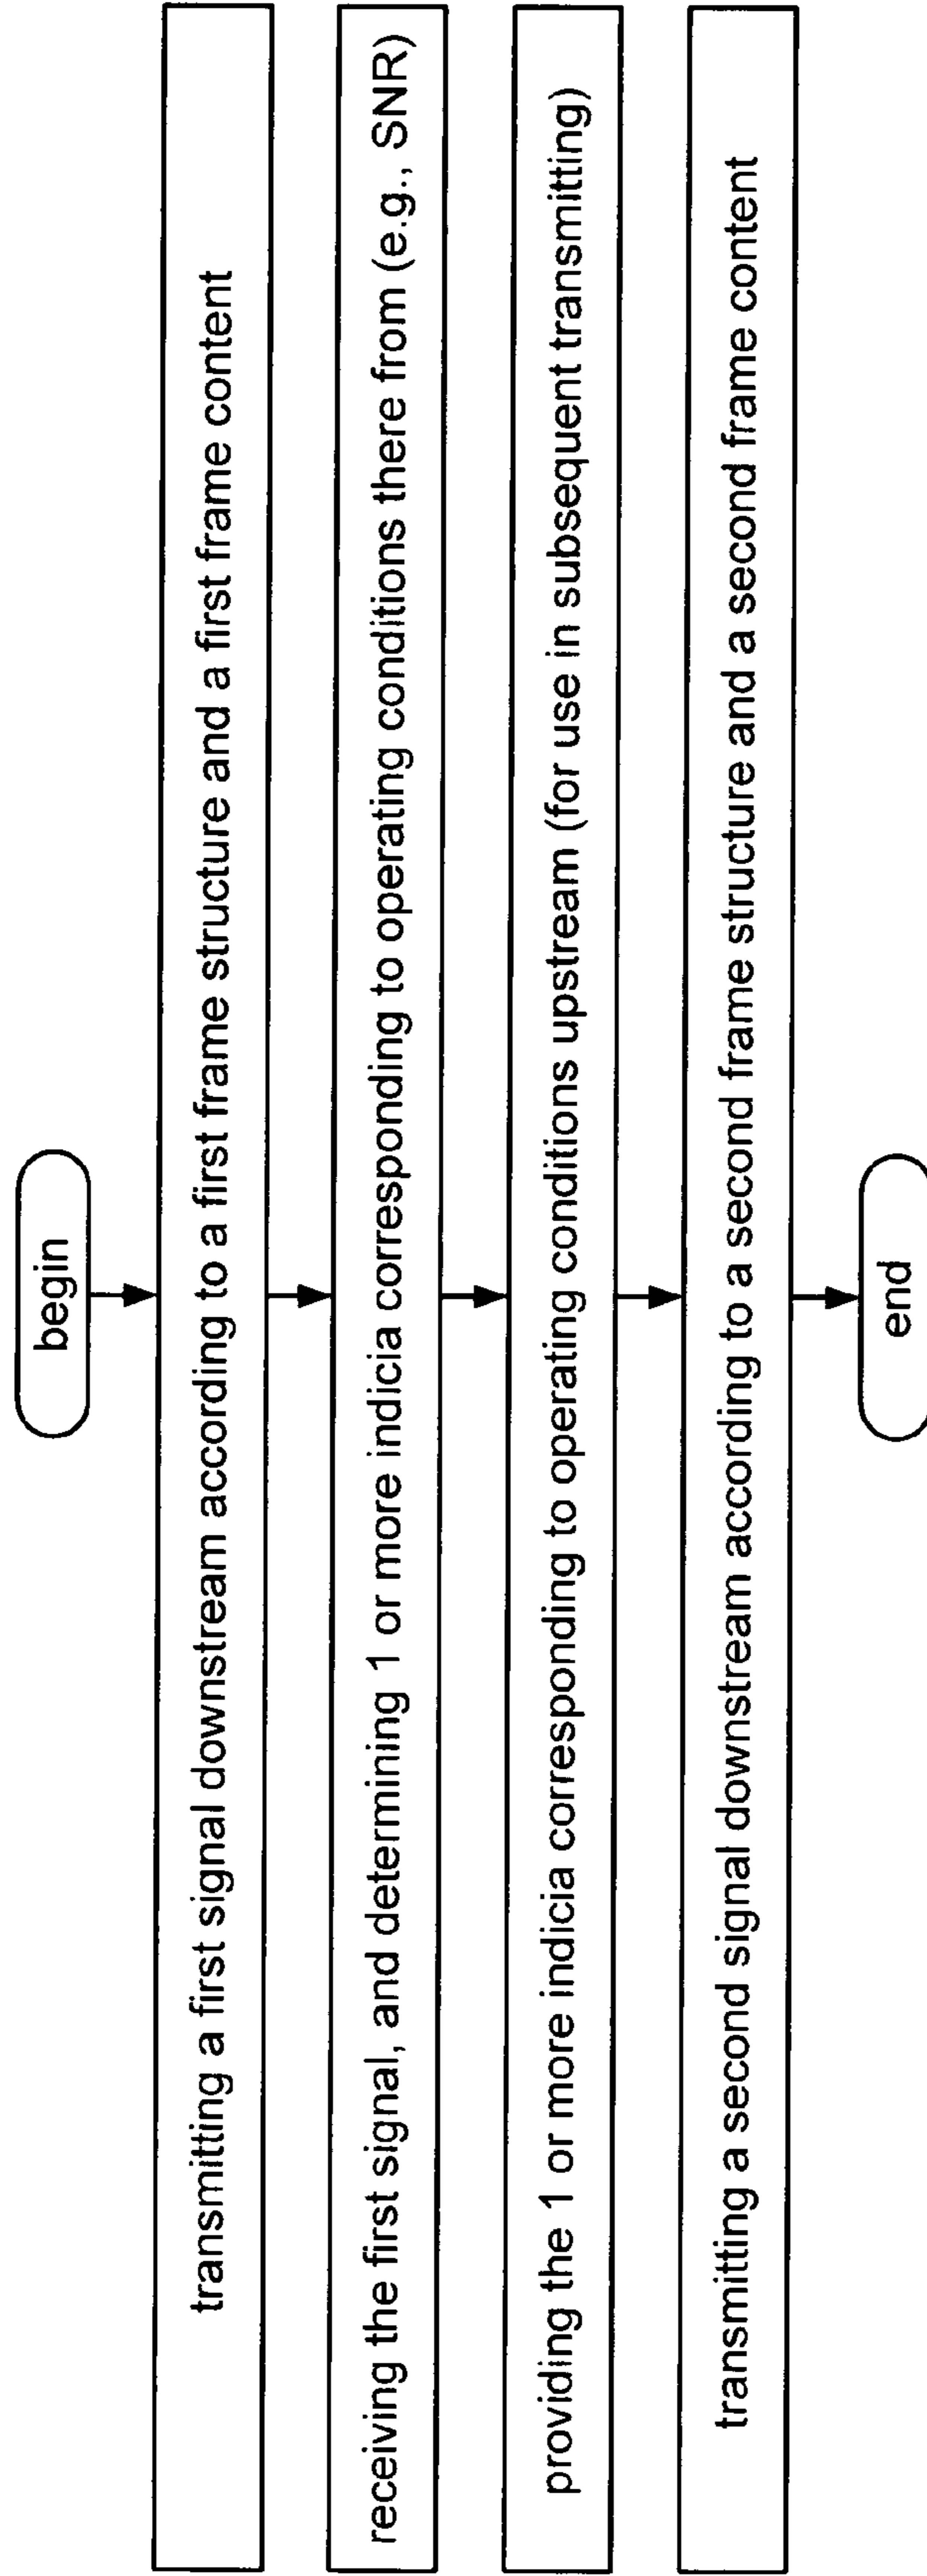 begin
transmitting a first signal downstream according to a first frame structure and a first frame content
receiving the first signal, and determining 1 or more indicia corresponding to operating conditions there from (e.g., SNR)
providing the 1 or more indicia corresponding to operating conditions upstream (for use in subsequent transmitting)
transmitting a second signal downstream according to a second frame structure and a second frame content
end